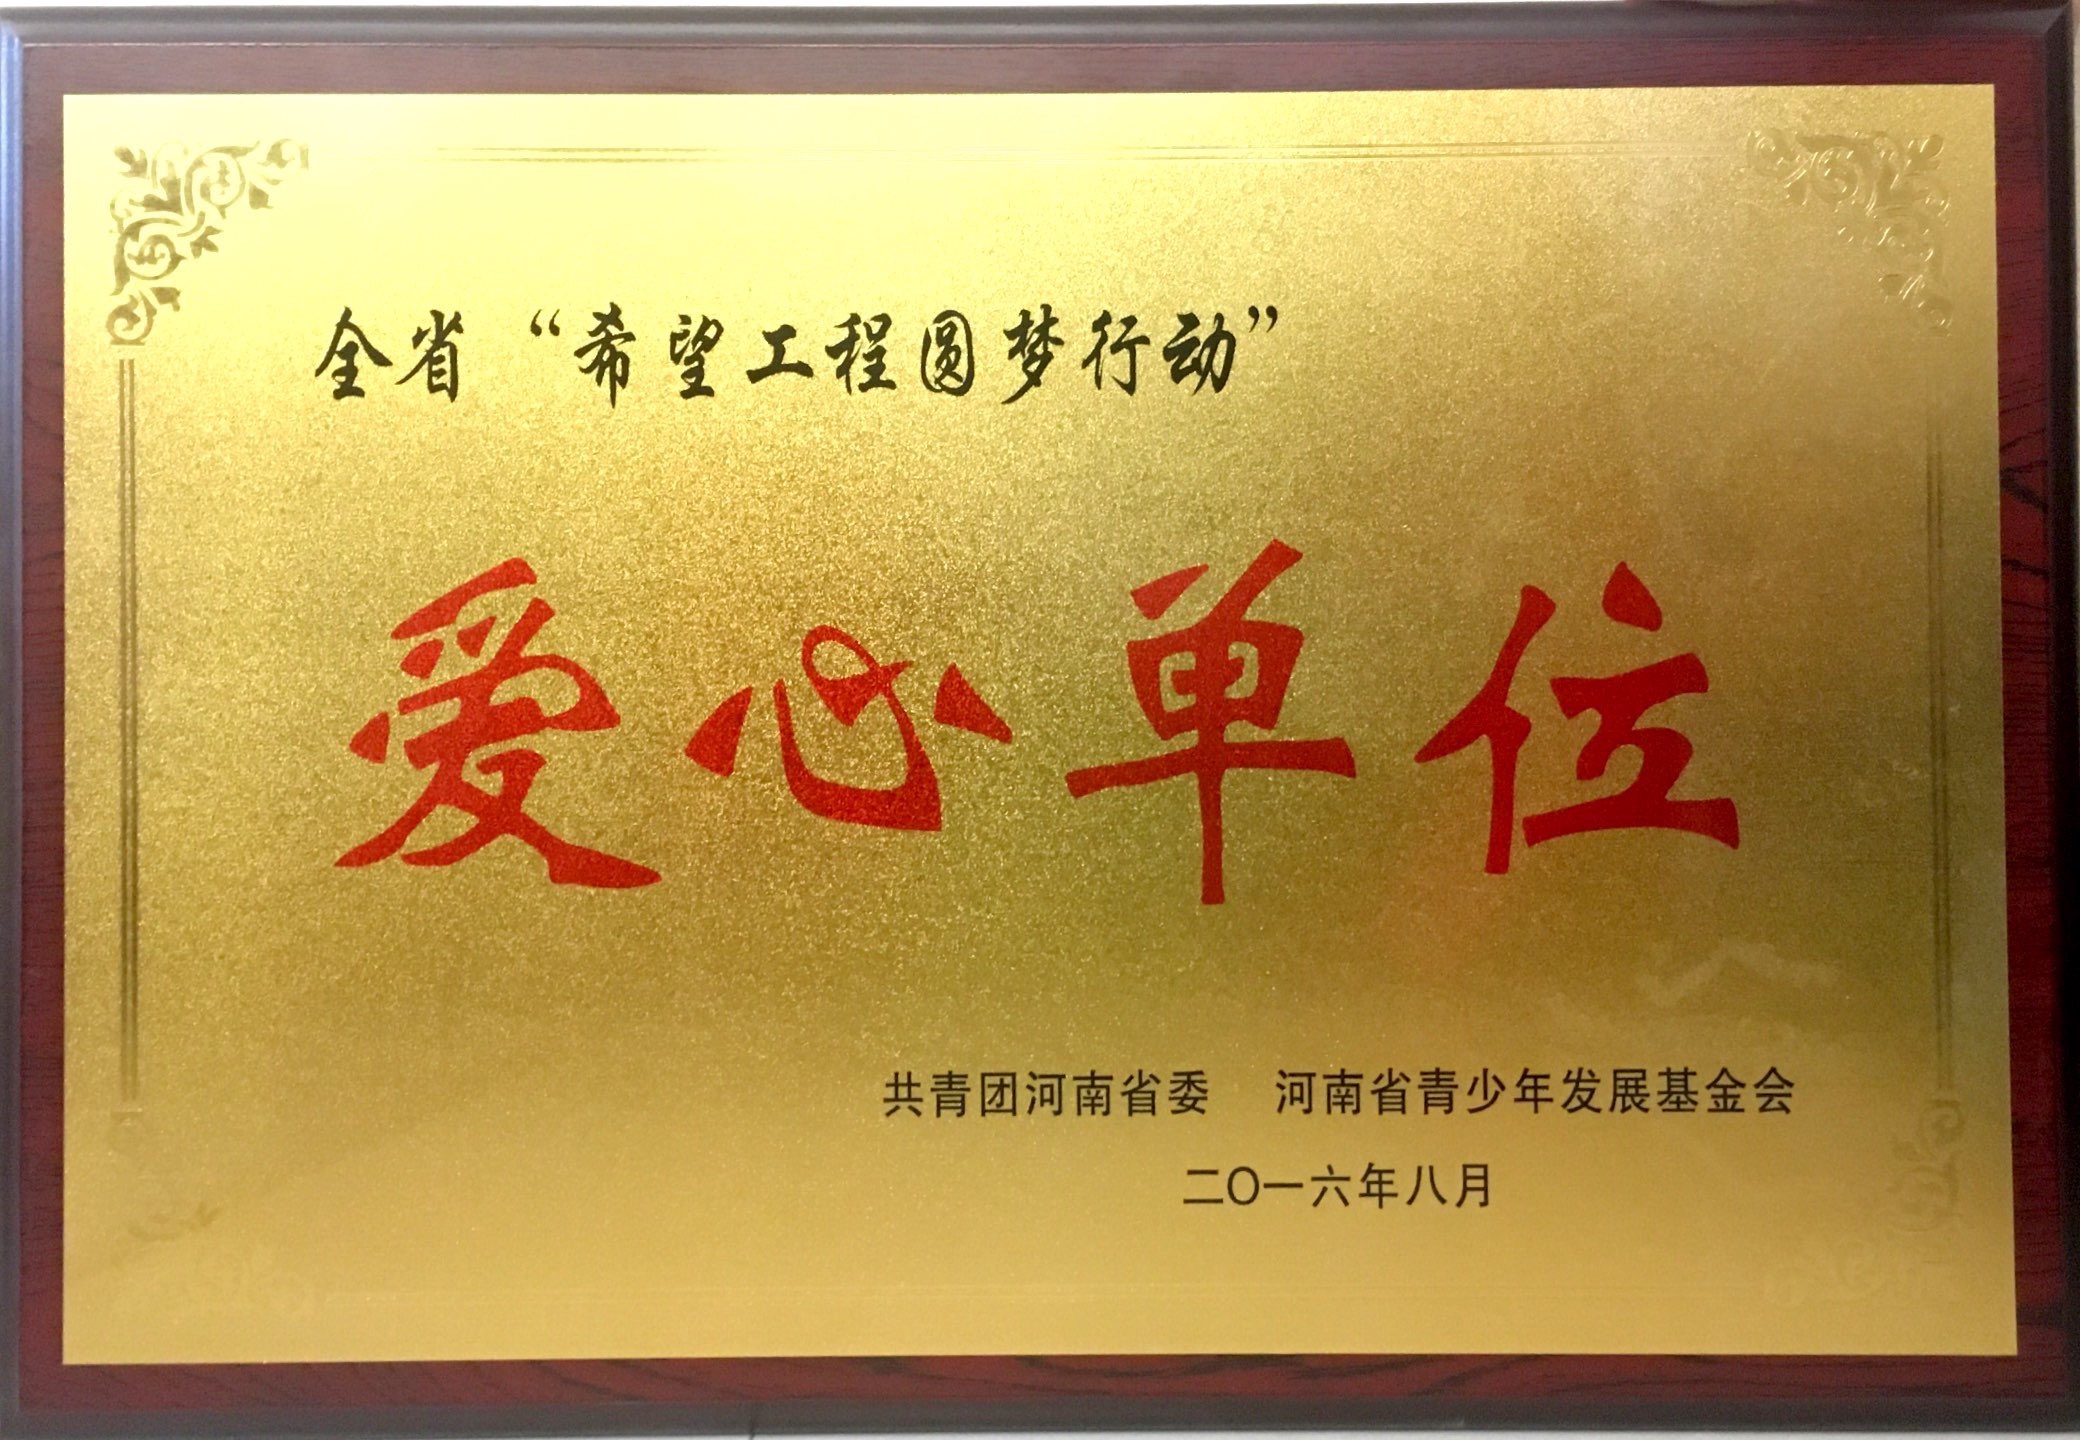 全省“希望工程圆梦行动”
爱心单位
共青团河南省委 河南省青少年发展基金会
二〇一六年八月